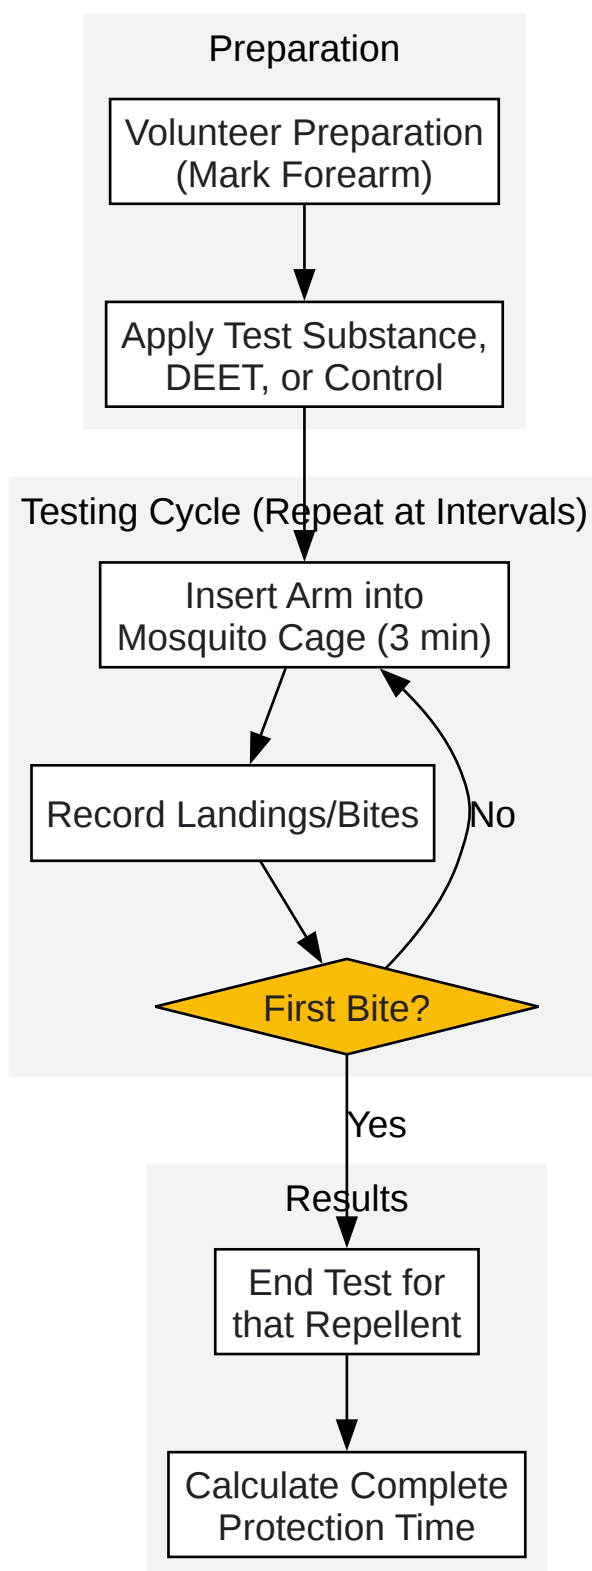 Preparation
Volunteer Preparation
(Mark Forearm)
Apply Test Substance,
DEET, or Control
Testing Cycle (Repeat at Intervals)
Insert Arm into
Mosquito Cage (3 min)
Record Landings/Bites
No
First Bite?
Yes
Results
End Test for
that Repellent
Calculate Complete
Protection Time